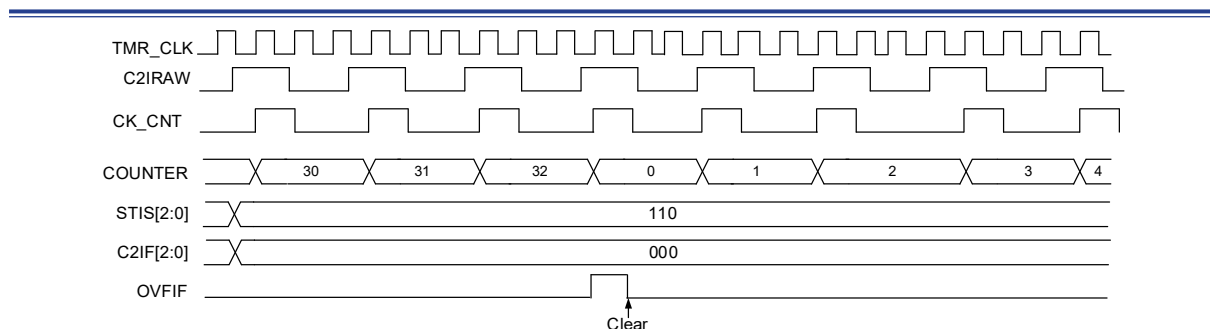 TMR_CLK
C2IRAW
CK_CNT
COUNTER 30 31 32 0 1 2 3 4
STIS[2:0] 110
C2IF[2:0] 000
OVFIF
Clear